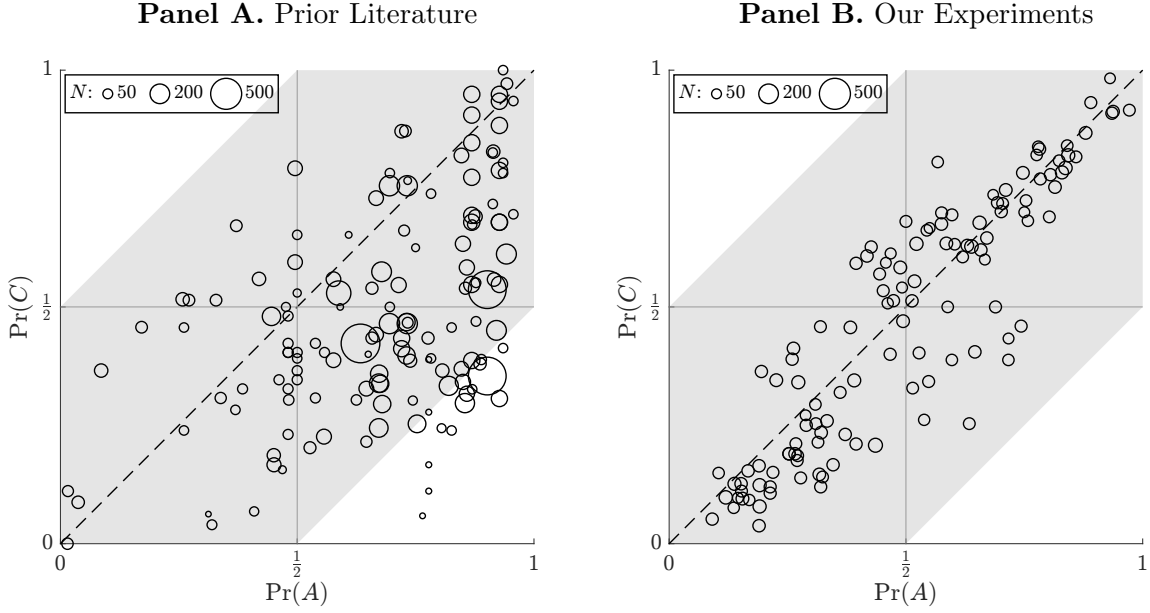 Panel A. Prior Literature
N: 50 200 500
1
1/2
0
Pr(C)
0 1/2 1
Pr(A)
Panel B. Our Experiments
N: 50 200 500
1
1/2
0
Pr(C)
0 1/2 1
Pr(A)